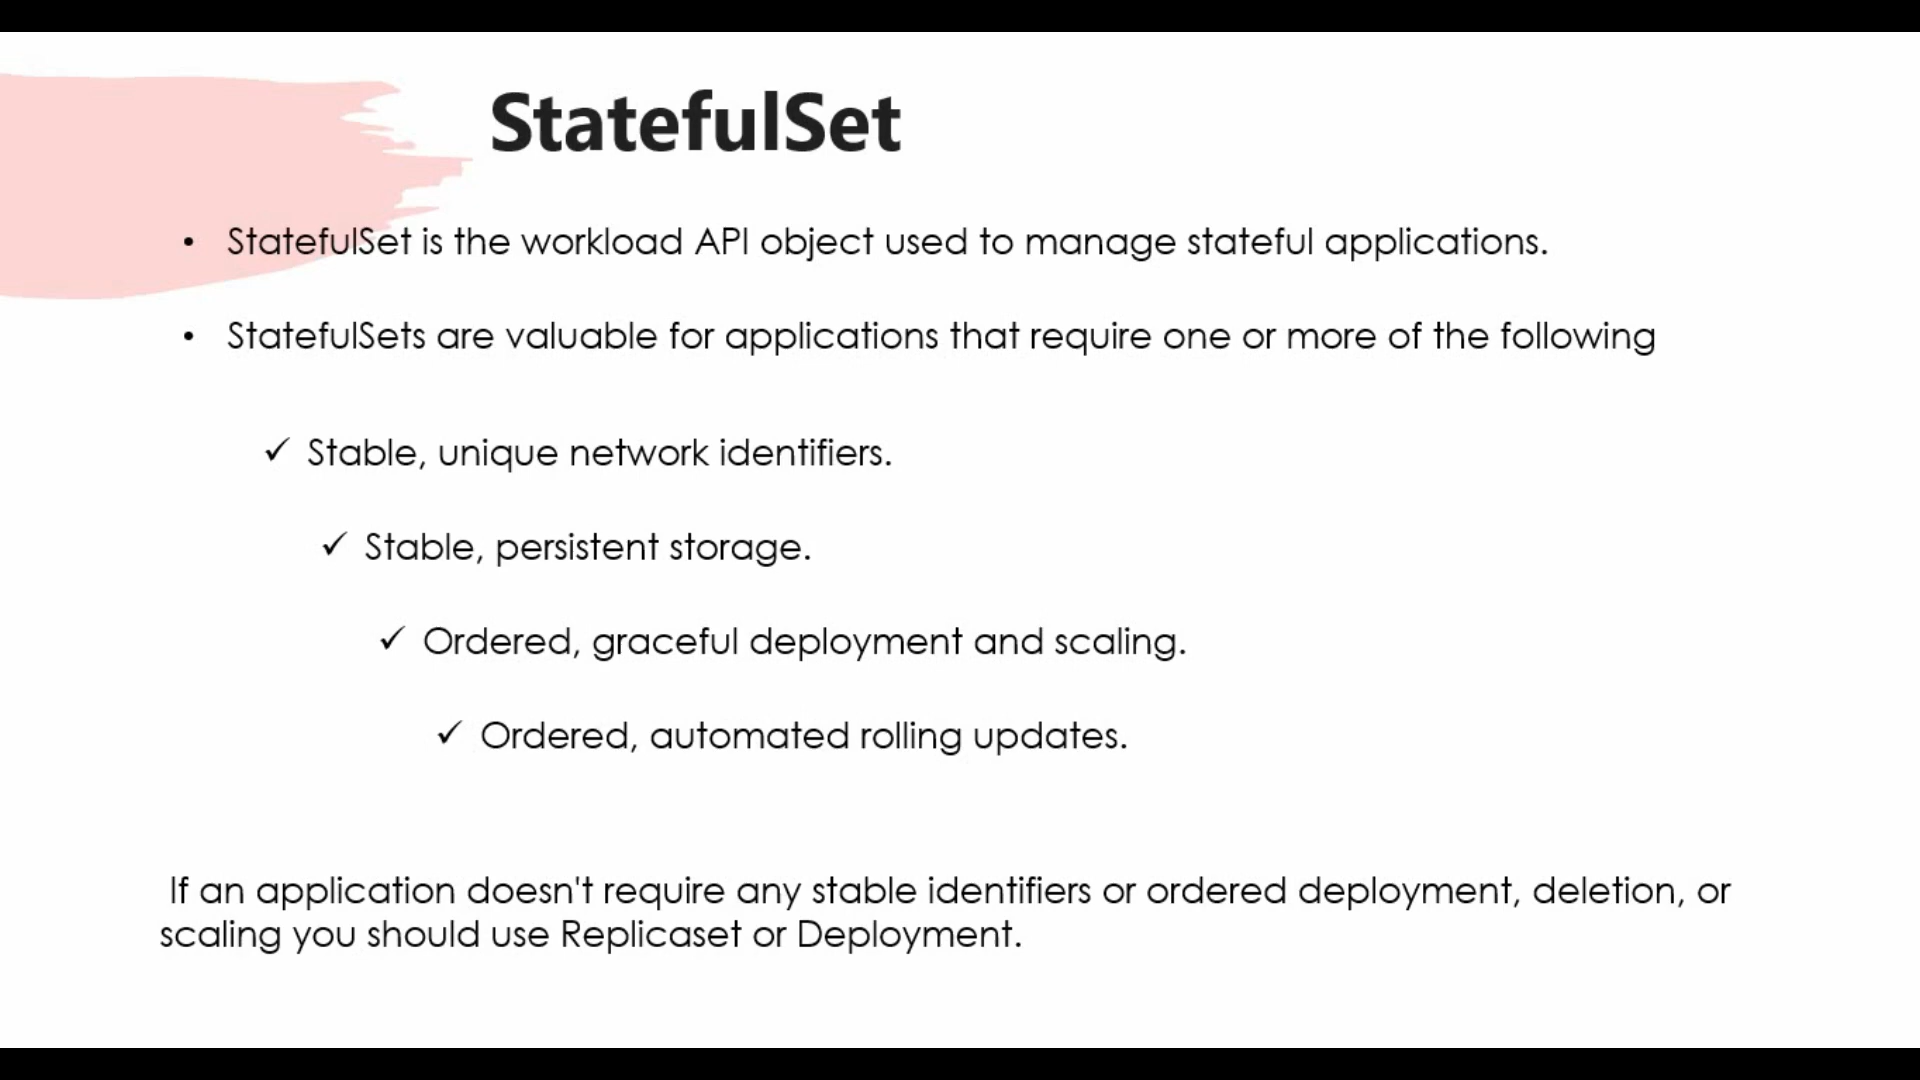 StatefulSet
• StatefulSet is the workload API object used to manage stateful applications.
• StatefulSets are valuable for applications that require one or more of the following
✓ Stable, unique network identifiers.
✓ Stable, persistent storage.
✓ Ordered, graceful deployment and scaling.
✓ Ordered, automated rolling updates.
If an application doesn't require any stable identifiers or ordered deployment, deletion, or
scaling you should use Replicaset or Deployment.